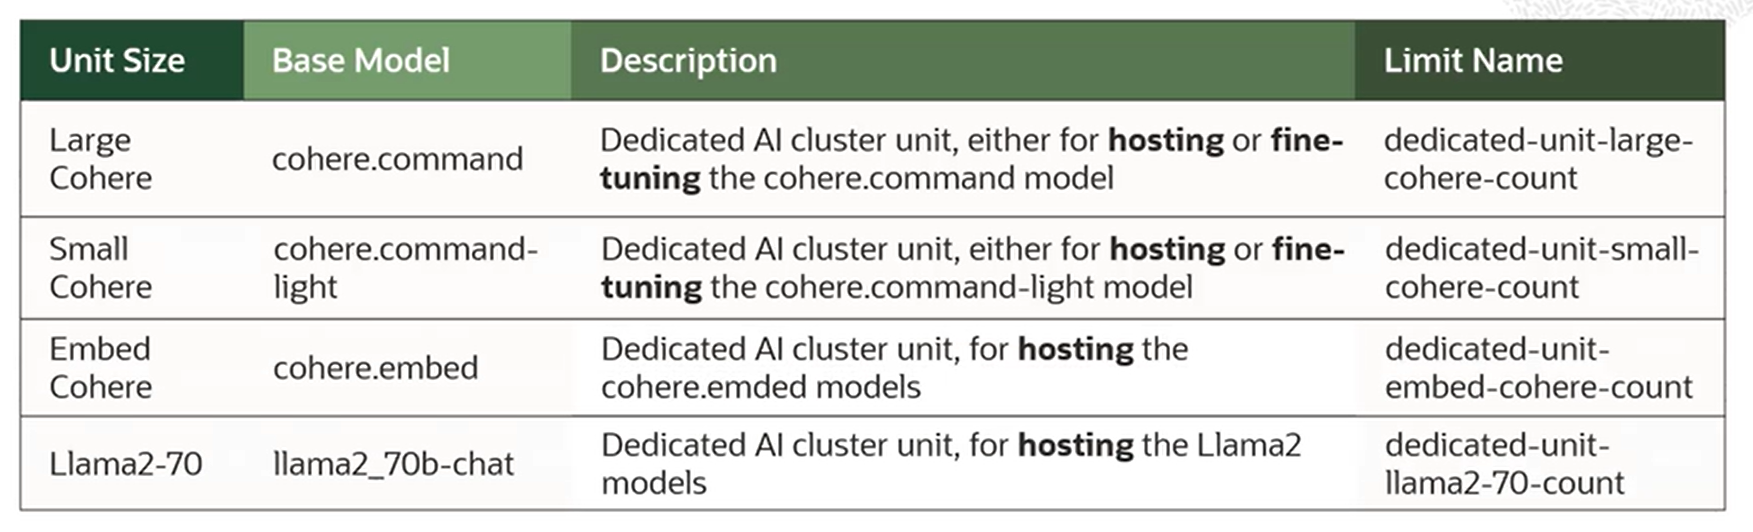 Unit Size Base Model Description Limit Name
Large
Cohere
cohere.command
Dedicated AI cluster unit, either for hosting or fine-
tuning the cohere.command model
dedicated-unit-large-
cohere-count
Small
Cohere
cohere.command-
light
Dedicated AI cluster unit, either for hosting or fine-
tuning the cohere.command-light model
dedicated-unit-small-
cohere-count
Embed
Cohere
cohere.embed
Dedicated AI cluster unit, for hosting the
cohere.emded models
dedicated-unit-
embed-cohere-count
Llama2-70
llama2_70b-chat
Dedicated AI cluster unit, for hosting the Llama2
models
dedicated-unit-
llama2-70-count